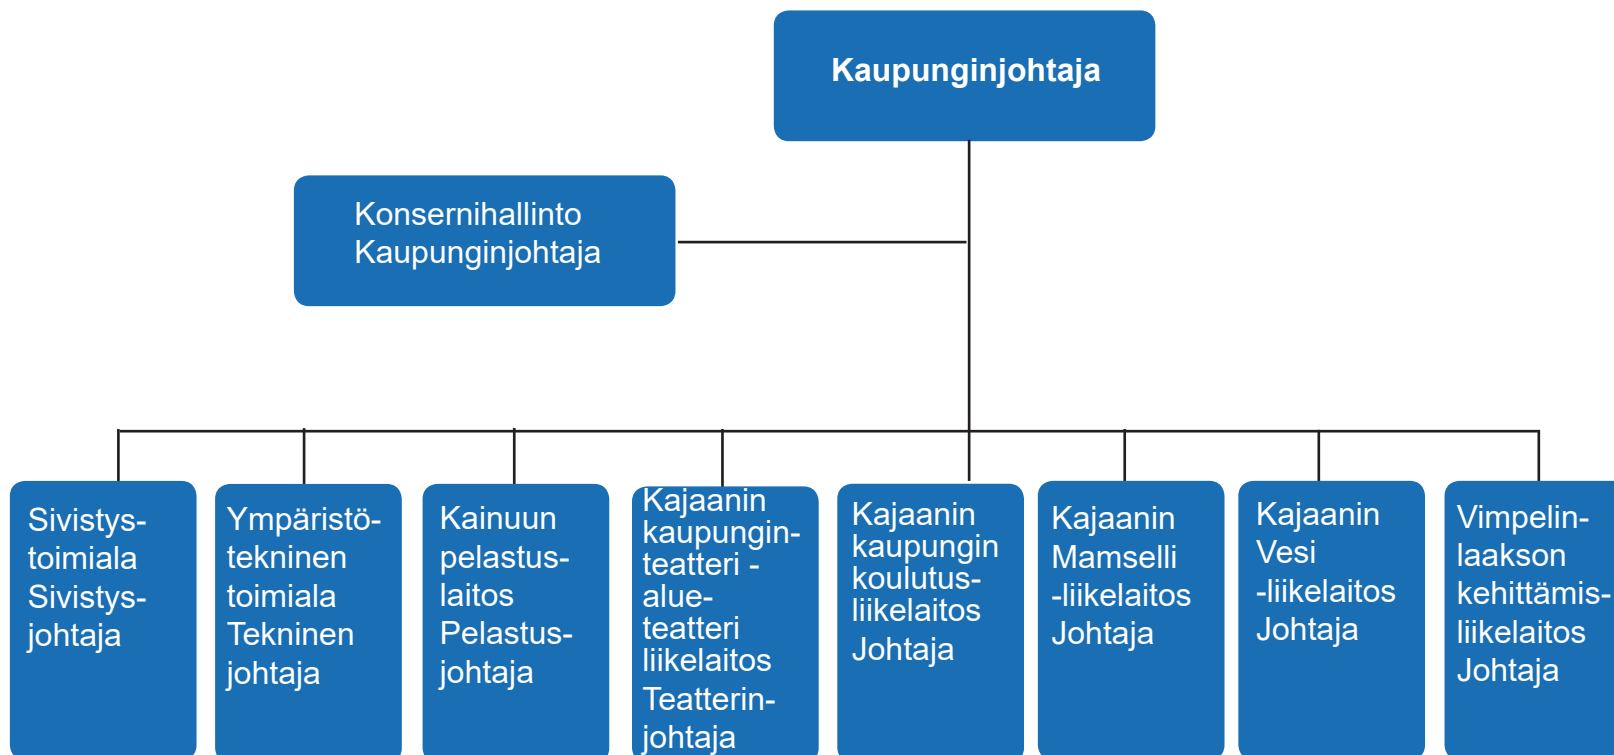 Kaupunginjohtaja
Konsernihallinto
Kaupunginjohtaja
Sivistys-
toimiala
Sivistys-
johtaja
Ympäristö-
tekninen
toimiala
Tekninen
johtaja
Kainuun
pelastus-
laitos
Pelastus-
johtaja
Kajaanin
kaupungin-
teatteri -
alue-
teatteri
liikelaitos
Teatterin-
johtaja
Kajaanin
kaupungin
koulutus-
liikelaitos
Johtaja
Kajaanin
Mamselli
-liikelaitos
Johtaja
Kajaanin
Vesi
-liikelaitos
Johtaja
Vimpelin-
laakson
kehittämis-
liikelaitos
Johtaja